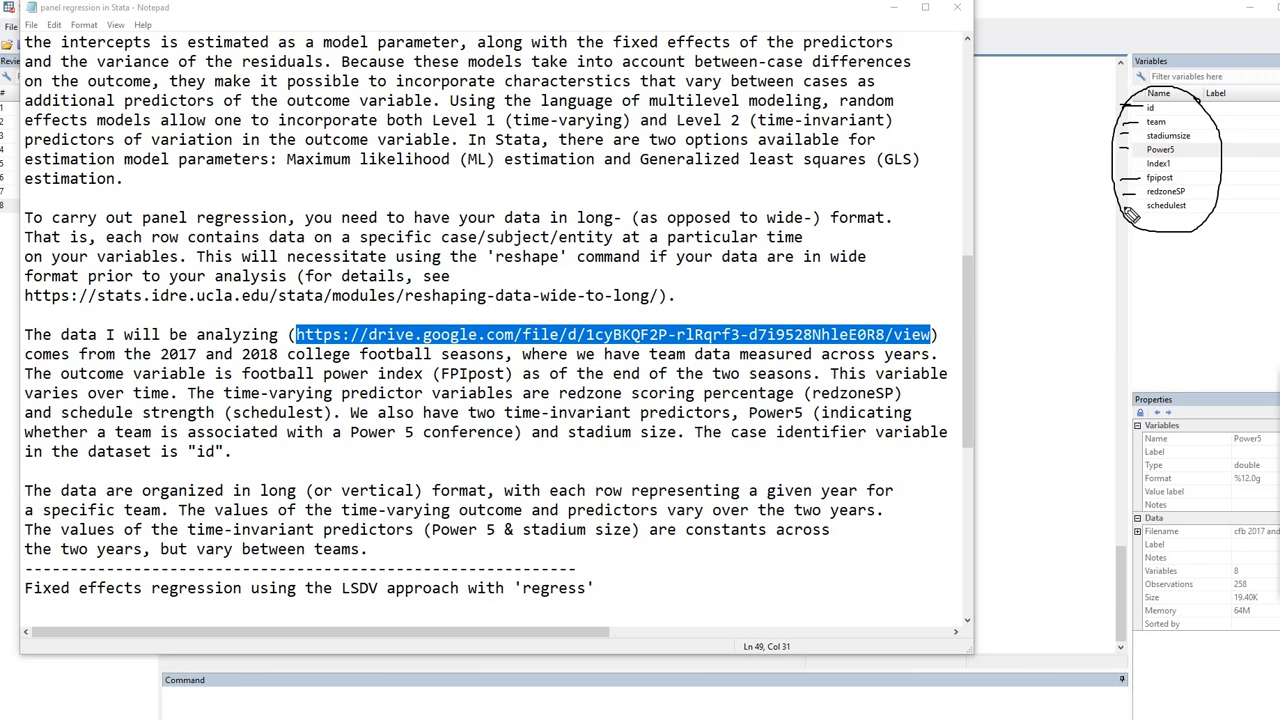 panel regression in Stata - Notepad
File Edit Format View Help
the intercepts is estimated as a model parameter, along with the fixed effects of the predictors
and the variance of the residuals. Because these models take into account between-case differences
on the outcome, they make it possible to incorporate characterstics that vary between cases as
additional predictors of the outcome variable. Using the language of multilevel modeling, random
effects models allow one to incorporate both Level 1 (time-varying) and Level 2 (time-invariant)
predictors of variation in the outcome variable. In Stata, there are two options available for
estimation model parameters: Maximum likelihood (ML) estimation and Generalized least squares (GLS)
estimation.
To carry out panel regression, you need to have your data in long- (as opposed to wide-) format.
That is, each row contains data on a specific case/subject/entity at a particular time
on your variables. This will necessitate using the 'reshape' command if your data are in wide
format prior to your analysis (for details, see
https://stats.idre.ucla.edu/stata/modules/reshaping-data-wide-to-long/).
The data I will be analyzing (https://drive.google.com/file/d/1cyBKQF2P-rlRqrf3-d7i9528NhleE0R8/view)
comes from the 2017 and 2018 college football seasons, where we have team data measured across years.
The outcome variable is football power index (FPIpost) as of the end of the two seasons. This variable
varies over time. The time-varying predictor variables are redzone scoring percentage (redzoneSP)
and schedule strength (schedulest). We also have two time-invariant predictors, Power5 (indicating
whether a team is associated with a Power 5 conference) and stadium size. The case identifier variable
in the dataset is "id".
The data are organized in long (or vertical) format, with each row representing a given year for
a specific team. The values of the time-varying outcome and predictors vary over the two years.
The values of the time-invariant predictors (Power 5 & stadium size) are constants across
the two years, but vary between teams.
----------------------------------------------------------------
Fixed effects regression using the LSDV approach with 'regress'
Ln 49, Col 31
File
#
1
2
3
4
5
6
7
8
Command
Variables
Filter variables here
Name Label
id
team
stadiumsize
Power5
Index1
fpipost
redzoneSP
schedulest
Properties
Variables
Name Power5
Label
Type double
Format %12.0g
Value label
Notes
Data
Filename cfb 2017 and
Label
Notes
Variables 8
Observations 258
Size 19.40K
Memory 64M
Sorted by